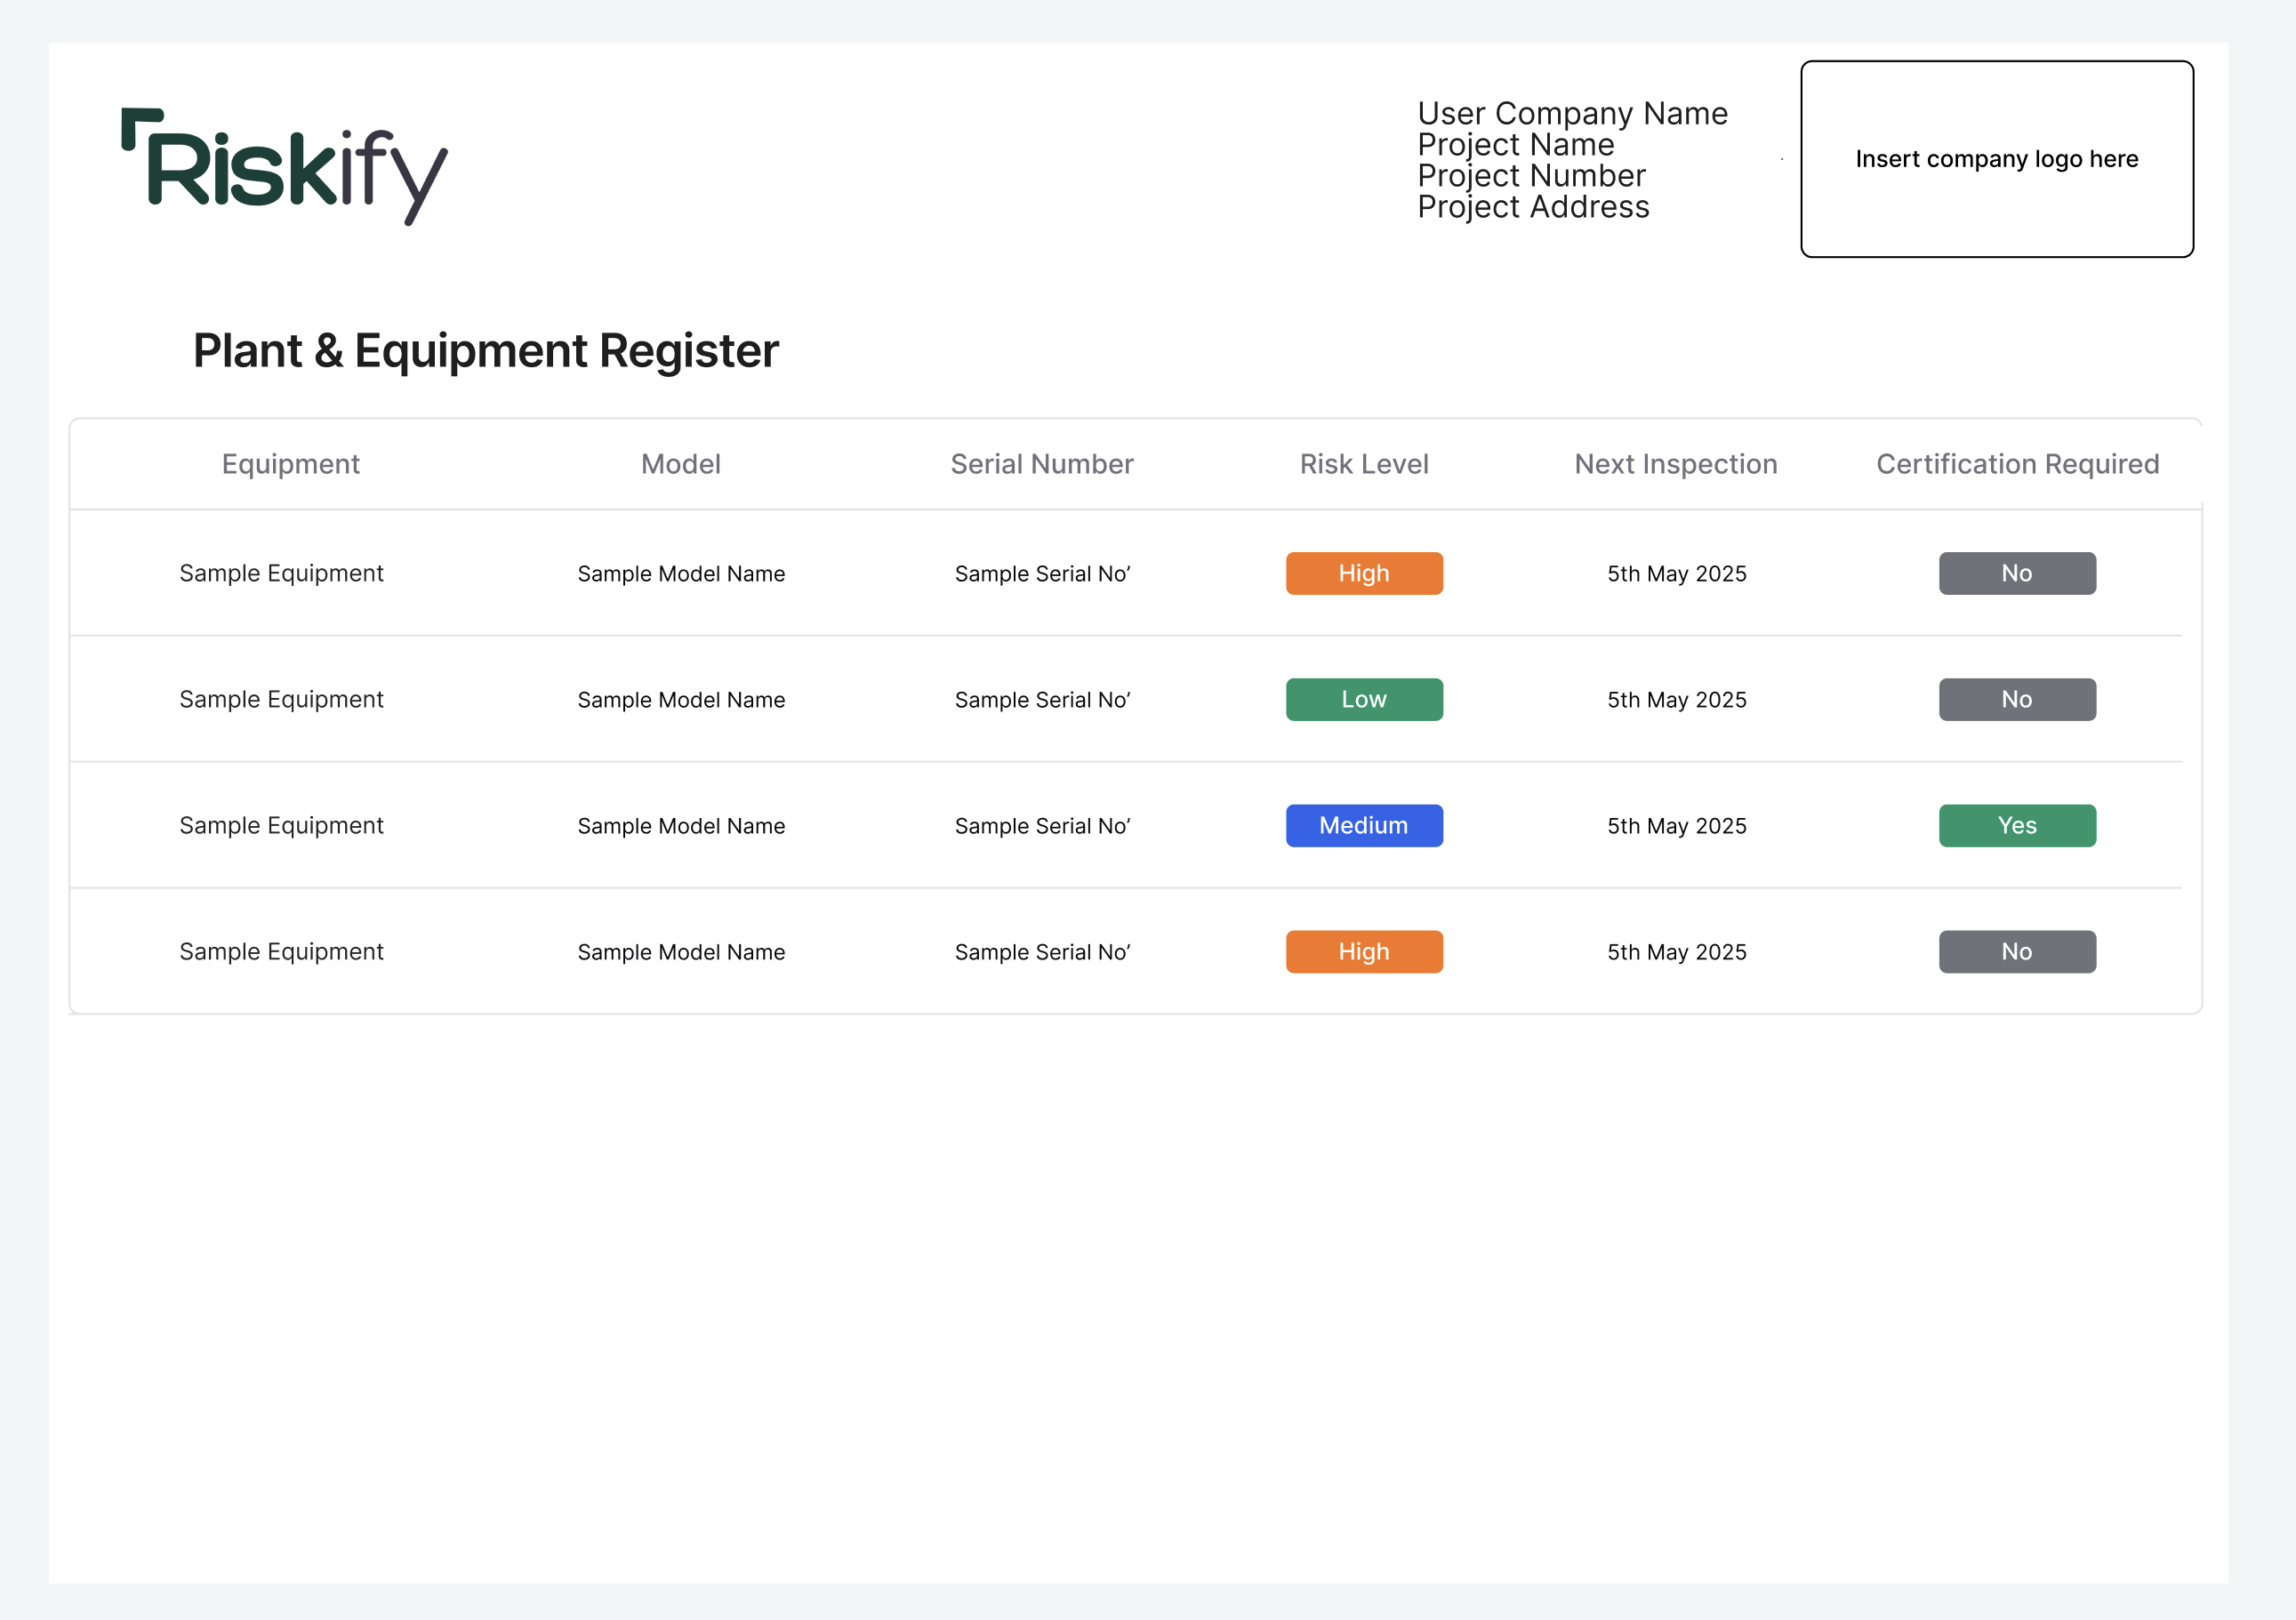 Riskify
User Company Name
Project Name
Project Number
Project Address
Insert company logo here
Plant & Equipment Register
Equipment Model Serial Number Risk Level Next Inspection Certification Required
Sample Equipment Sample Model Name Sample Serial No’ High 5th May 2025 No
Sample Equipment Sample Model Name Sample Serial No’ Low 5th May 2025 No
Sample Equipment Sample Model Name Sample Serial No’ Medium 5th May 2025 Yes
Sample Equipment Sample Model Name Sample Serial No’ High 5th May 2025 No